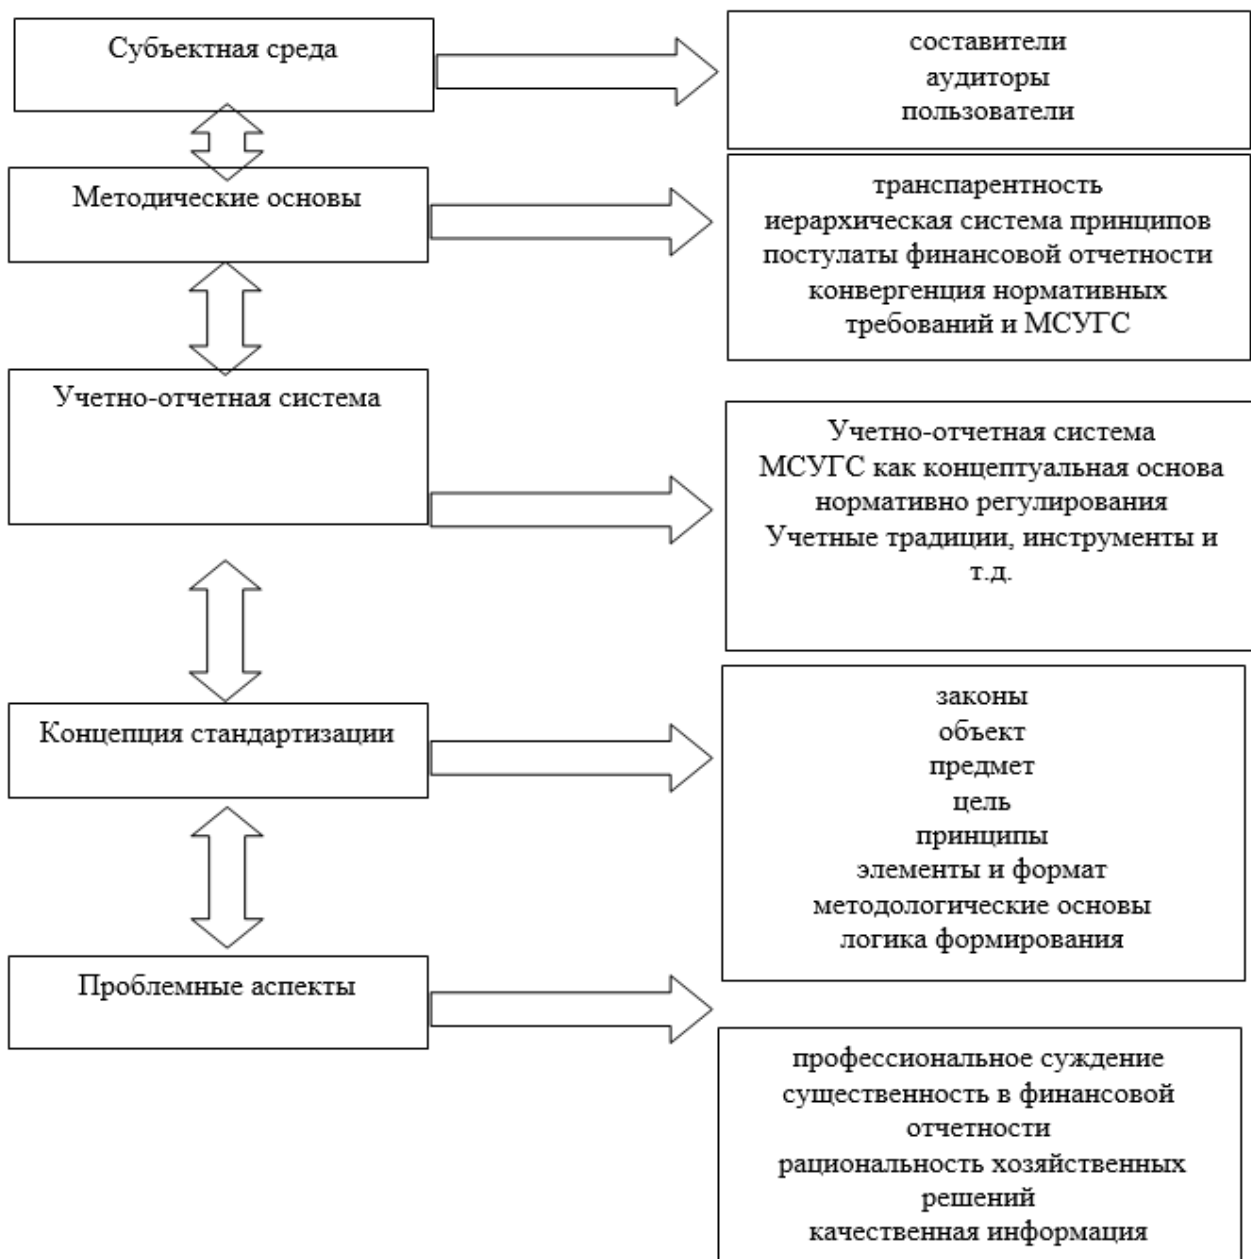 Субъектная среда
составители
аудиторы
пользователи
Методические основы
транспарентность
иерархическая система принципов
постулаты финансовой отчетности
конвергенция нормативных
требований и МСУГС
Учетно-отчетная система
Учетно-отчетная система
МСУГС как концептуальная основа
нормативно регулирования
Учетные традиции, инструменты и
т.д.
Концепция стандартизации
законы
объект
предмет
цель
принципы
элементы и формат
методологические основы
логика формирования
Проблемные аспекты
профессиональное суждение
существенность в финансовой
отчетности
рациональность хозяйственных
решений
качественная информация